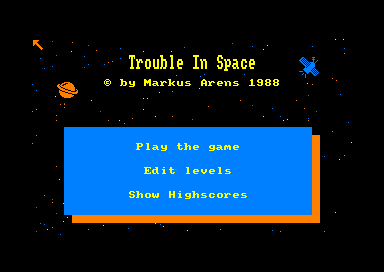 Trouble In Space
© by Markus Arens 1988
Play the game
Edit levels
Show Highscores